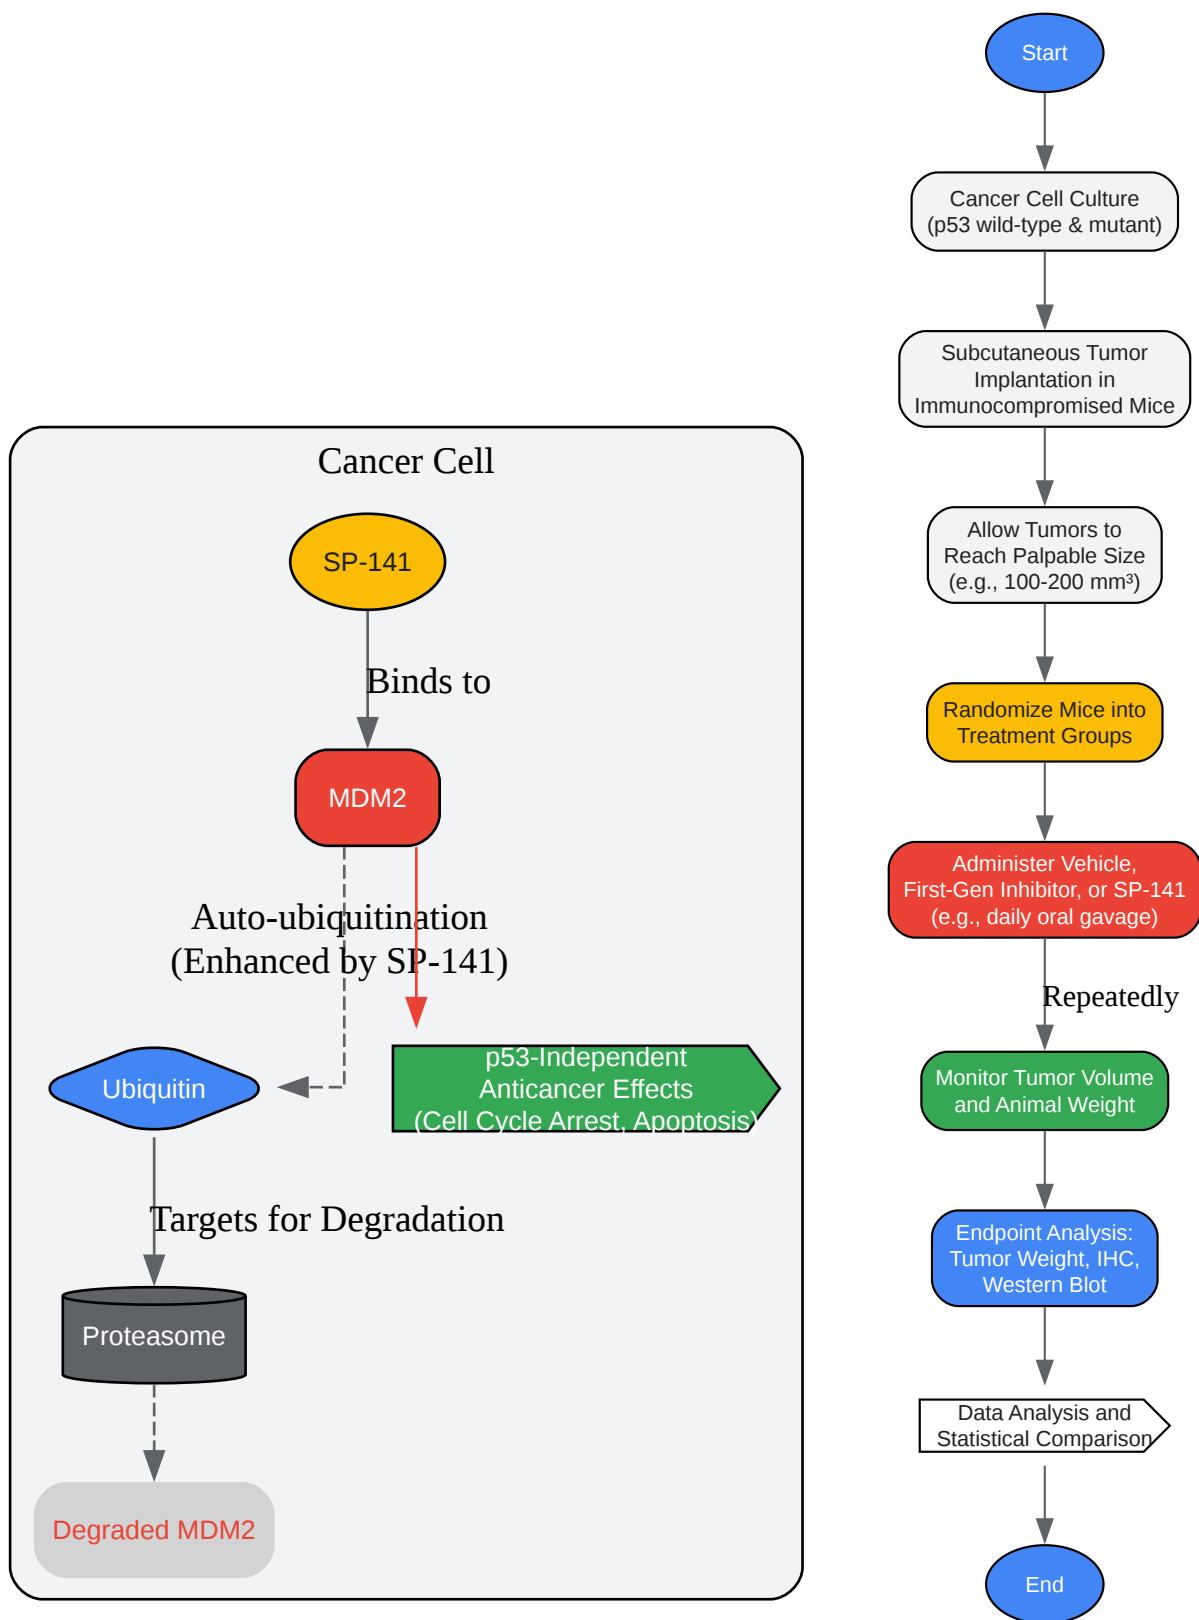 Cancer Cell
SP-141
Binds to
MDM2
Auto-ubiquitination
(Enhanced by SP-141)
Ubiquitin
p53-Independent
Anticancer Effects
(Cell Cycle Arrest, Apoptosis)
Targets for Degradation
Proteasome
Degraded MDM2
Start
Cancer Cell Culture
(p53 wild-type & mutant)
Subcutaneous Tumor
Implantation in
Immunocompromised Mice
Allow Tumors to
Reach Palpable Size
(e.g., 100-200 mm³)
Randomize Mice into
Treatment Groups
Administer Vehicle,
First-Gen Inhibitor, or SP-141
(e.g., daily oral gavage)
Repeatedly
Monitor Tumor Volume
and Animal Weight
Endpoint Analysis:
Tumor Weight, IHC,
Western Blot
Data Analysis and
Statistical Comparison
End